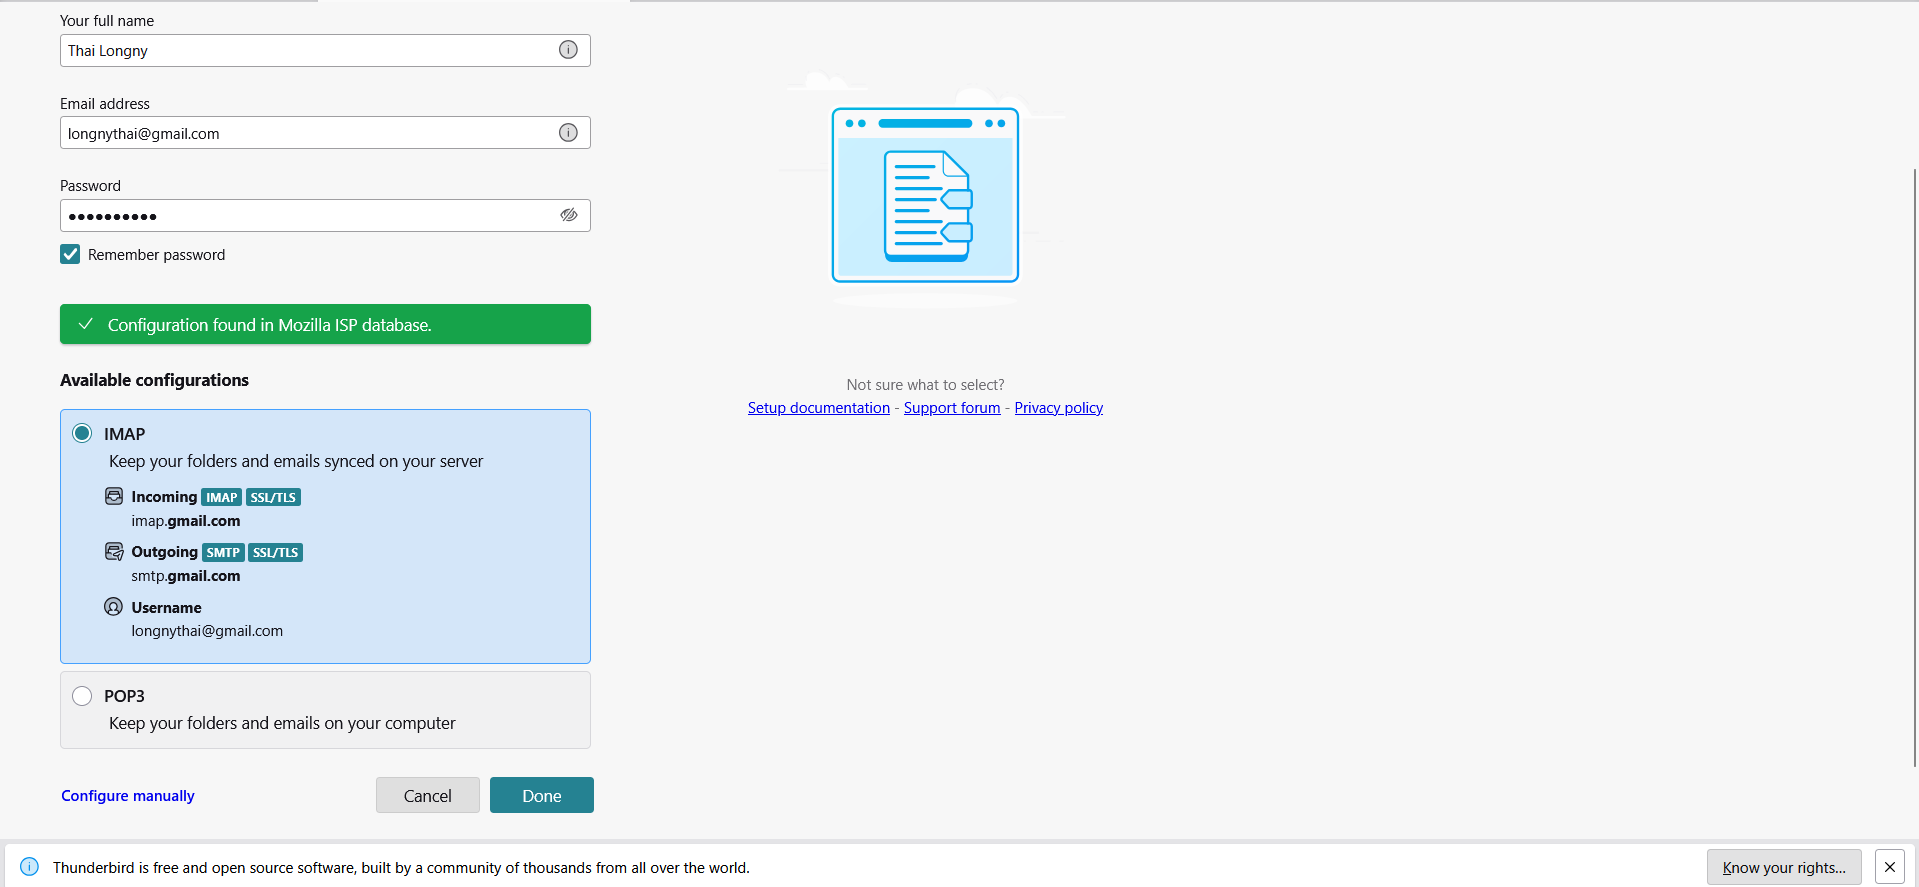 Your full name
Thai Longny
Email address
longnythai@gmail.com
Password
●●●●●●●●●●
Remember password
Configuration found in Mozilla ISP database.
Available configurations
IMAP
Keep your folders and emails synced on your server
Incoming IMAP SSL/TLS
imap.gmail.com
Outgoing SMTP SSL/TLS
smtp.gmail.com
Username
longnythai@gmail.com
POP3
Keep your folders and emails on your computer
Configure manually
Cancel
Done
Not sure what to select?
Setup documentation - Support forum - Privacy policy
Thunderbird is free and open source software, built by a community of thousands from all over the world.
Know your rights...